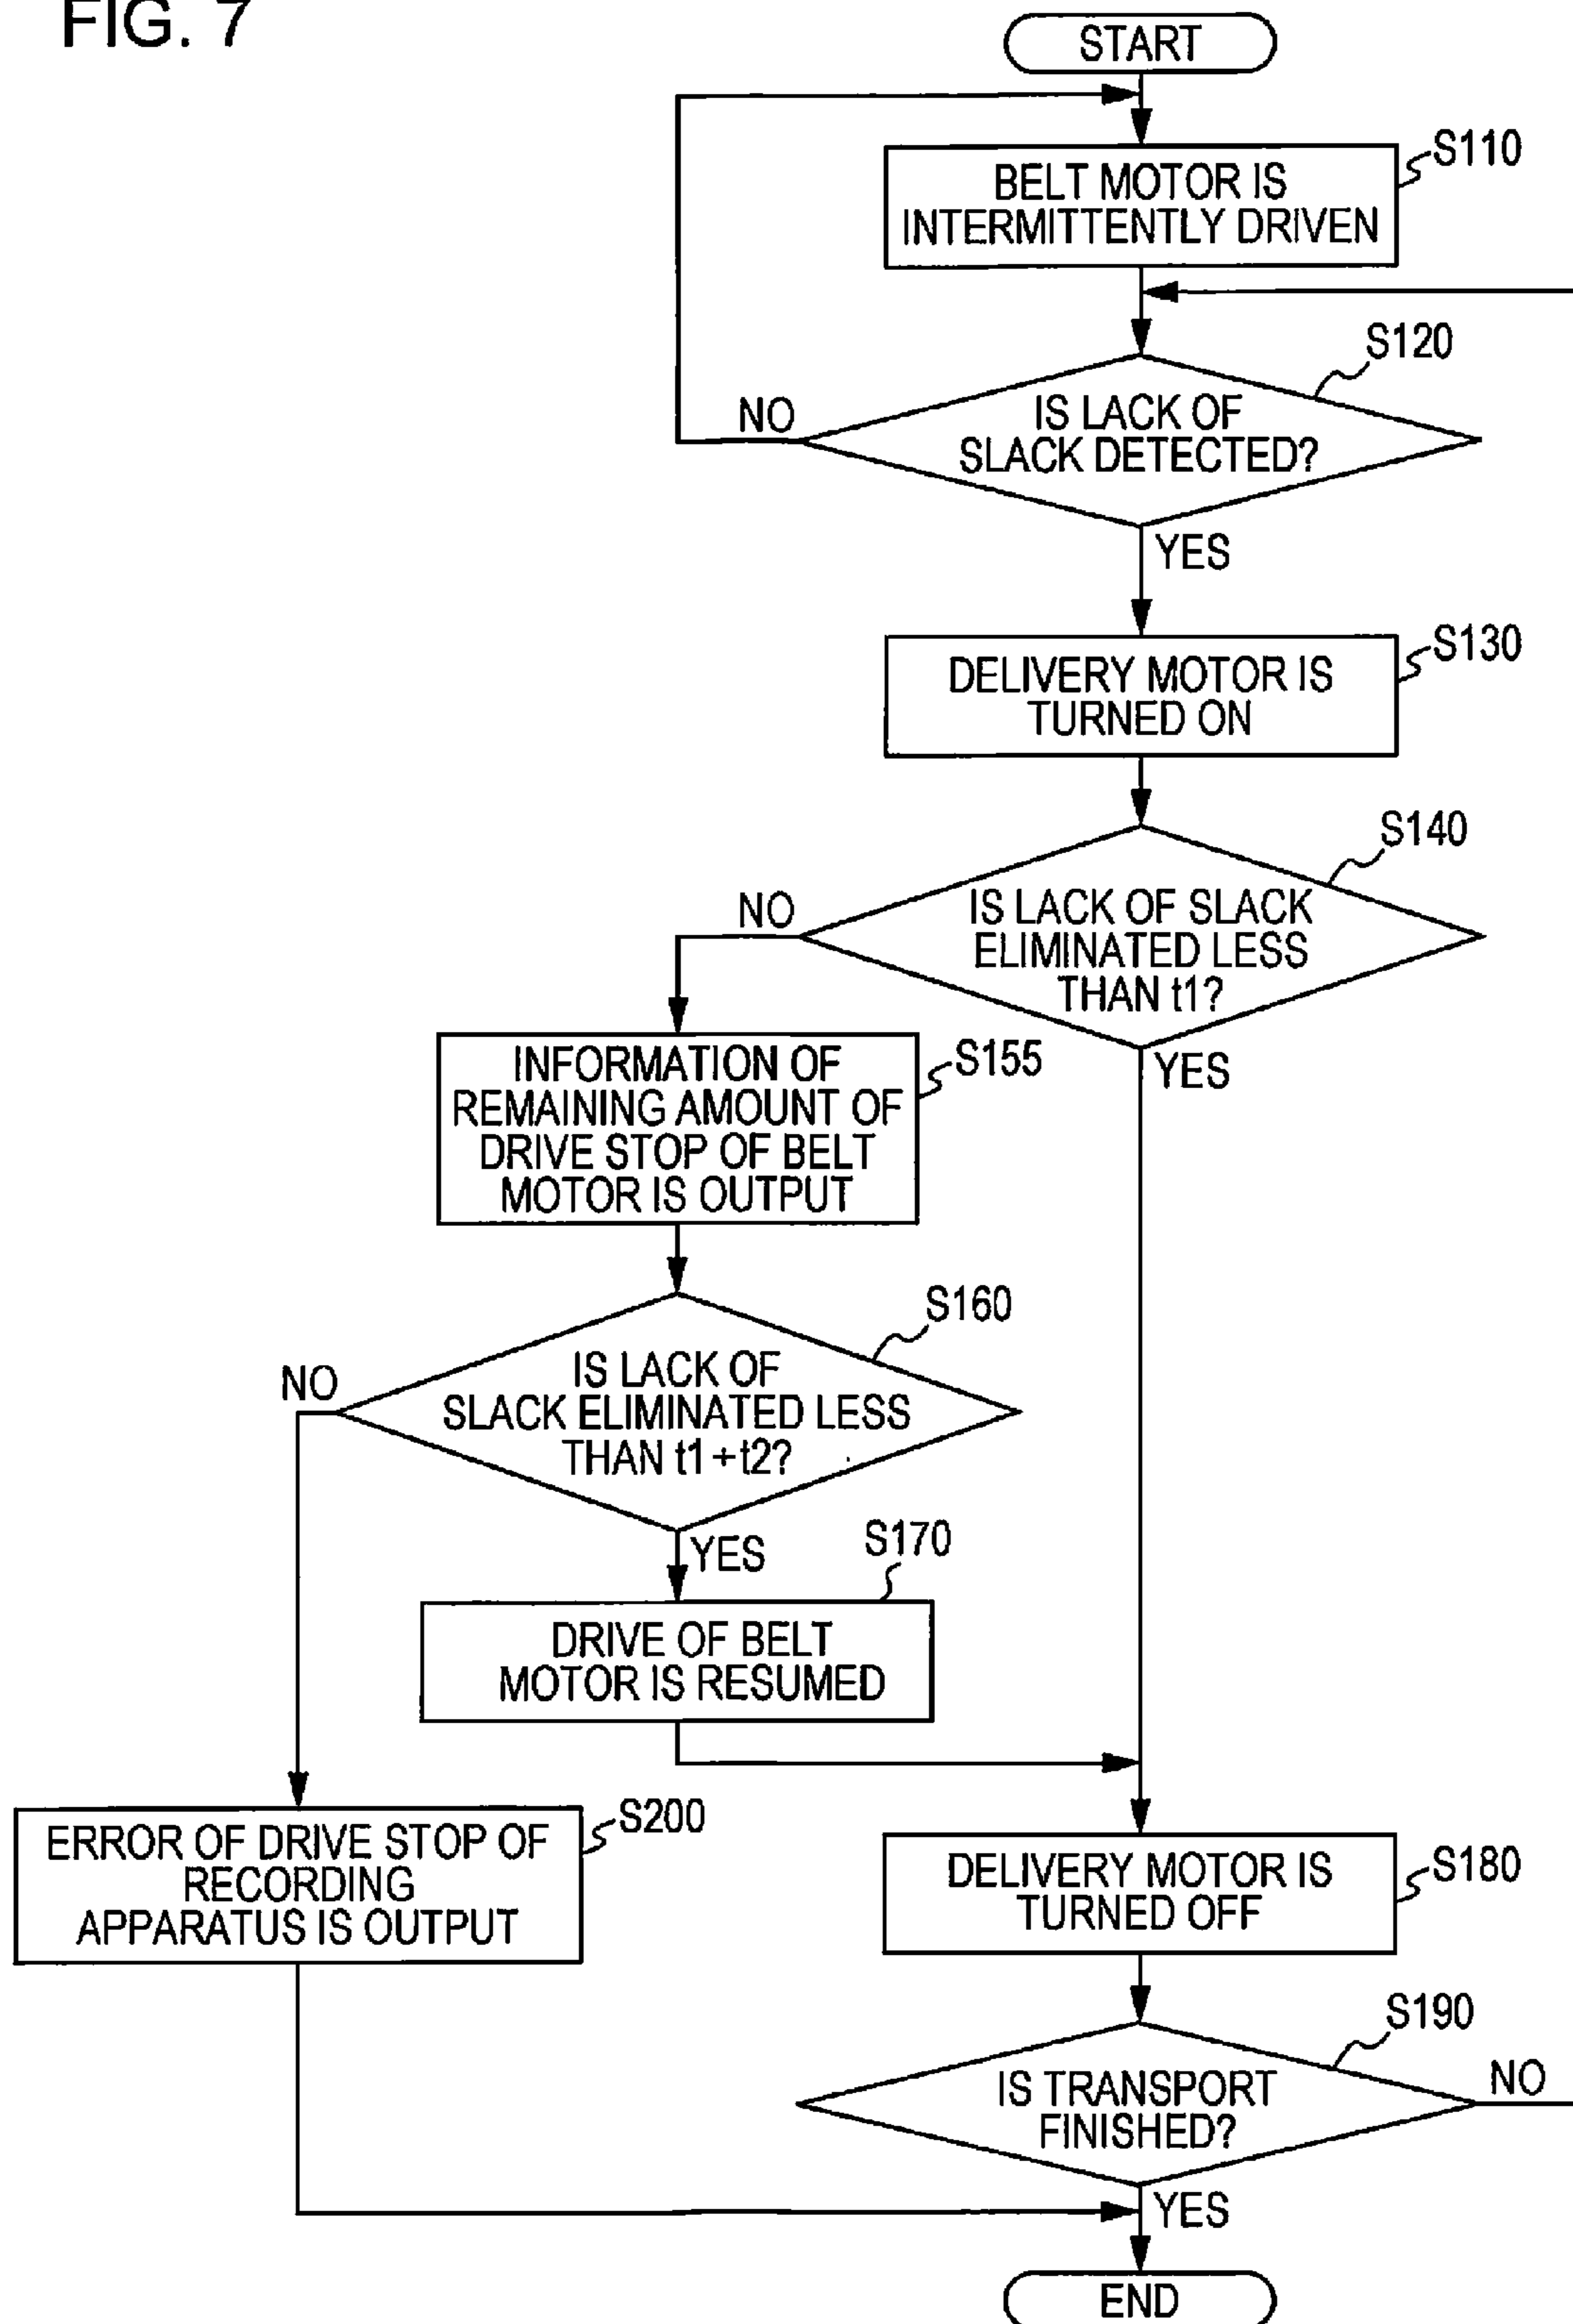 FIG. 7
START
S110
BELT MOTOR IS
INTERMITTENTLY DRIVEN
S120
IS LACK OF
SLACK DETECTED?
NO
YES
S130
DELIVERY MOTOR IS
TURNED ON
S140
IS LACK OF SLACK
ELIMINATED LESS
THAN t1?
NO
YES
S155
INFORMATION OF
REMAINING AMOUNT OF
DRIVE STOP OF BELT
MOTOR IS OUTPUT
S160
IS LACK OF
SLACK ELIMINATED LESS
THAN t1+t2?
NO
YES
S170
DRIVE OF BELT
MOTOR IS RESUMED
S200
ERROR OF DRIVE STOP OF
RECORDING
APPARATUS IS OUTPUT
S180
DELIVERY MOTOR IS
TURNED OFF
S190
IS TRANSPORT
FINISHED?
NO
YES
END